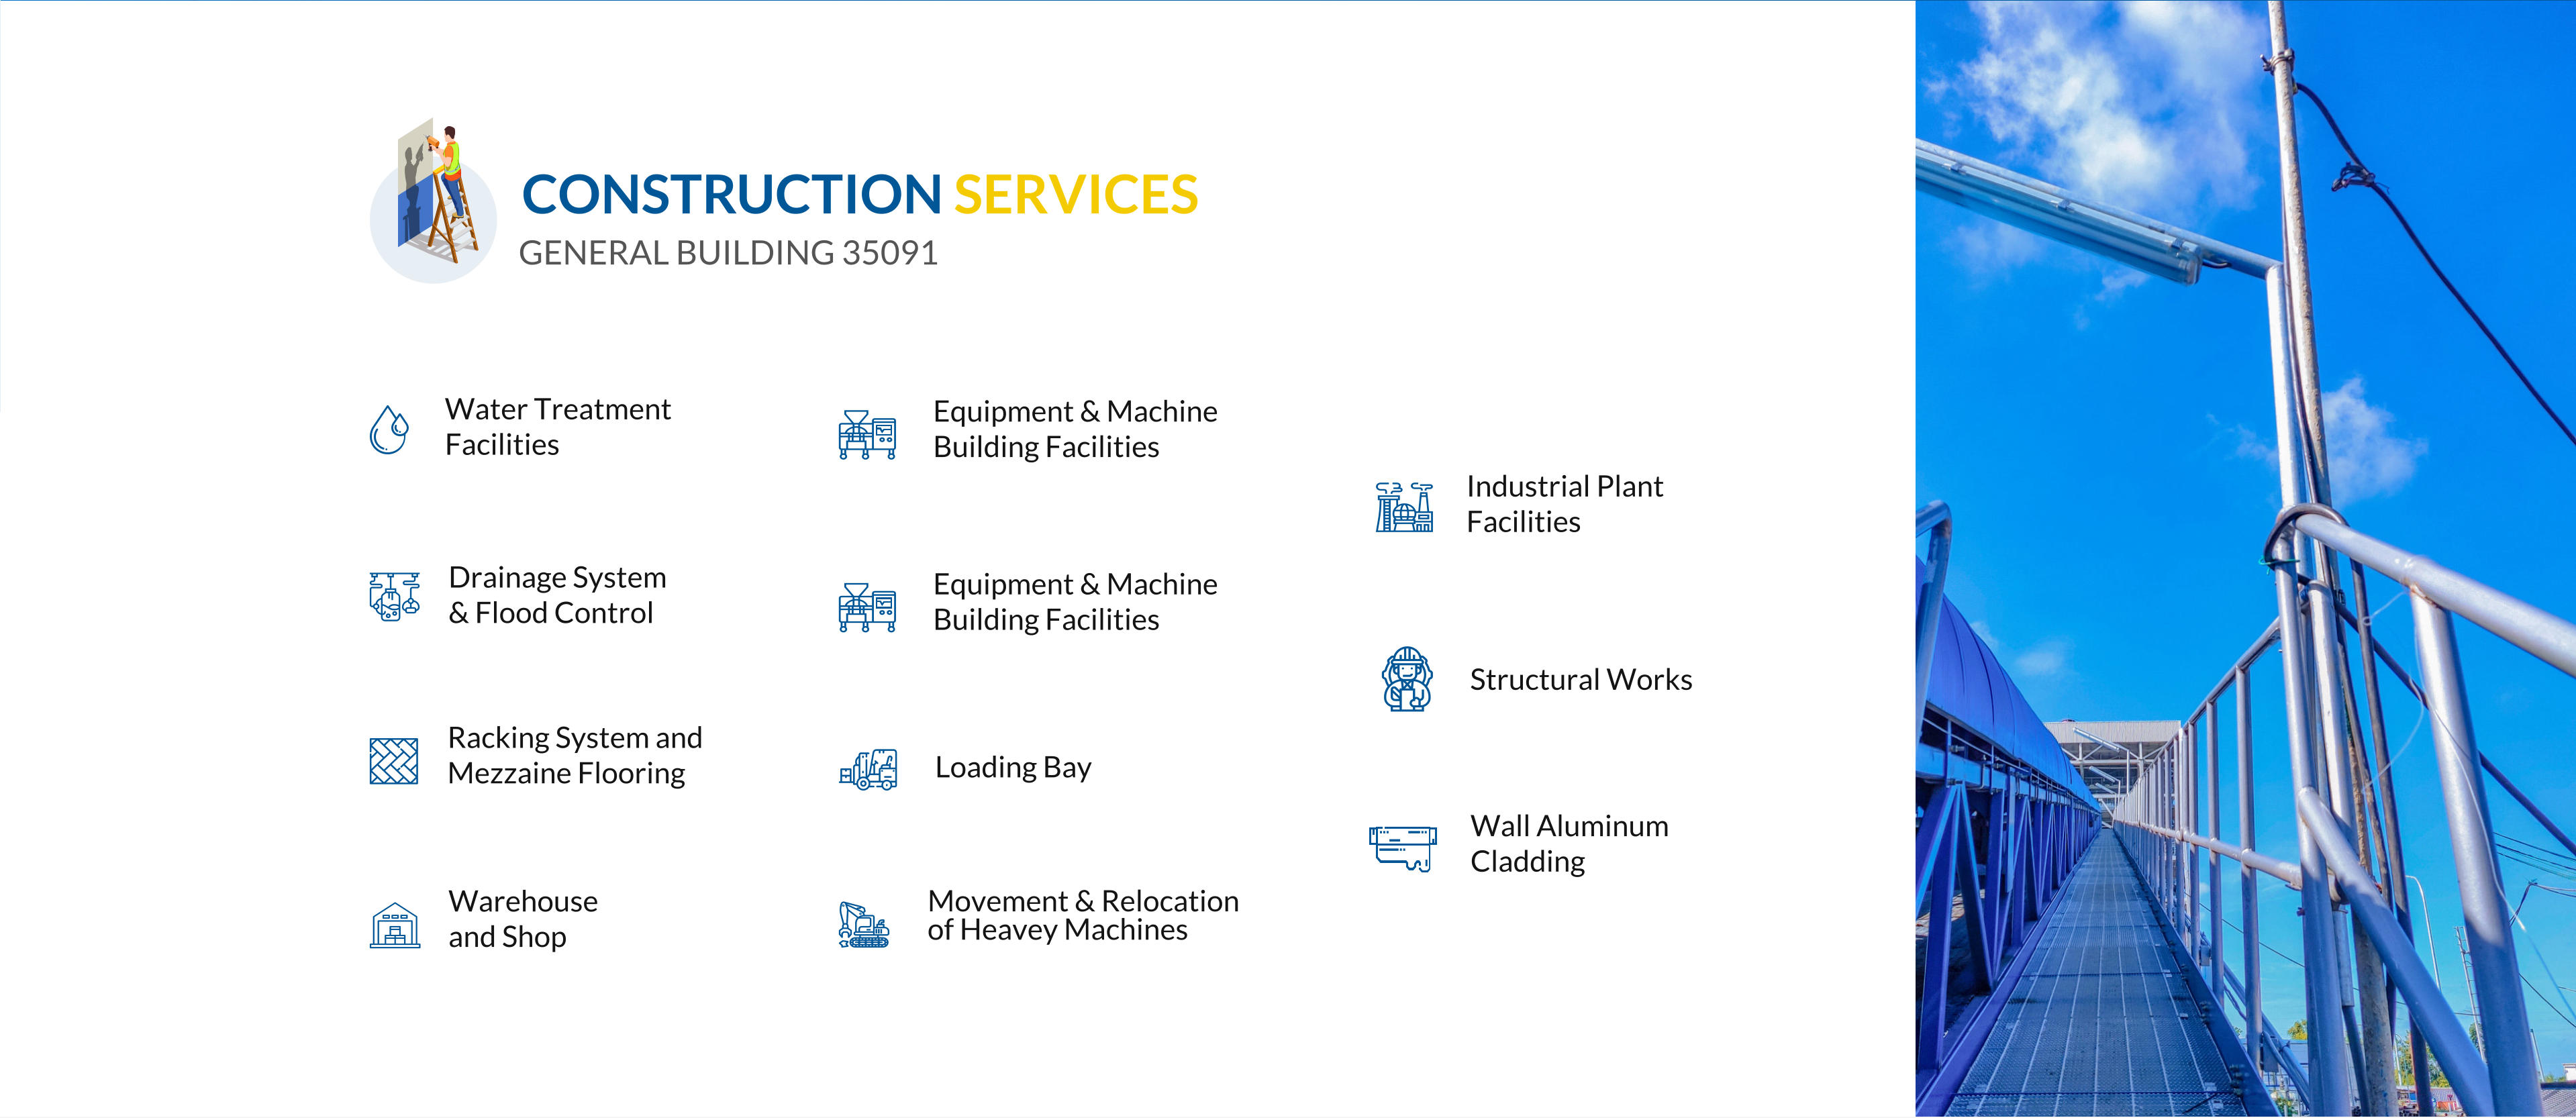 CONSTRUCTION SERVICES
GENERAL BUILDING 35091
Water Treatment
Facilities
Drainage System
& Flood Control
Racking System and
Mezzaine Flooring
Warehouse
and Shop
Equipment & Machine
Building Facilities
Equipment & Machine
Building Facilities
Loading Bay
Movement & Relocation
of Heavey Machines
Industrial Plant
Facilities
Structural Works
Wall Aluminum
Cladding